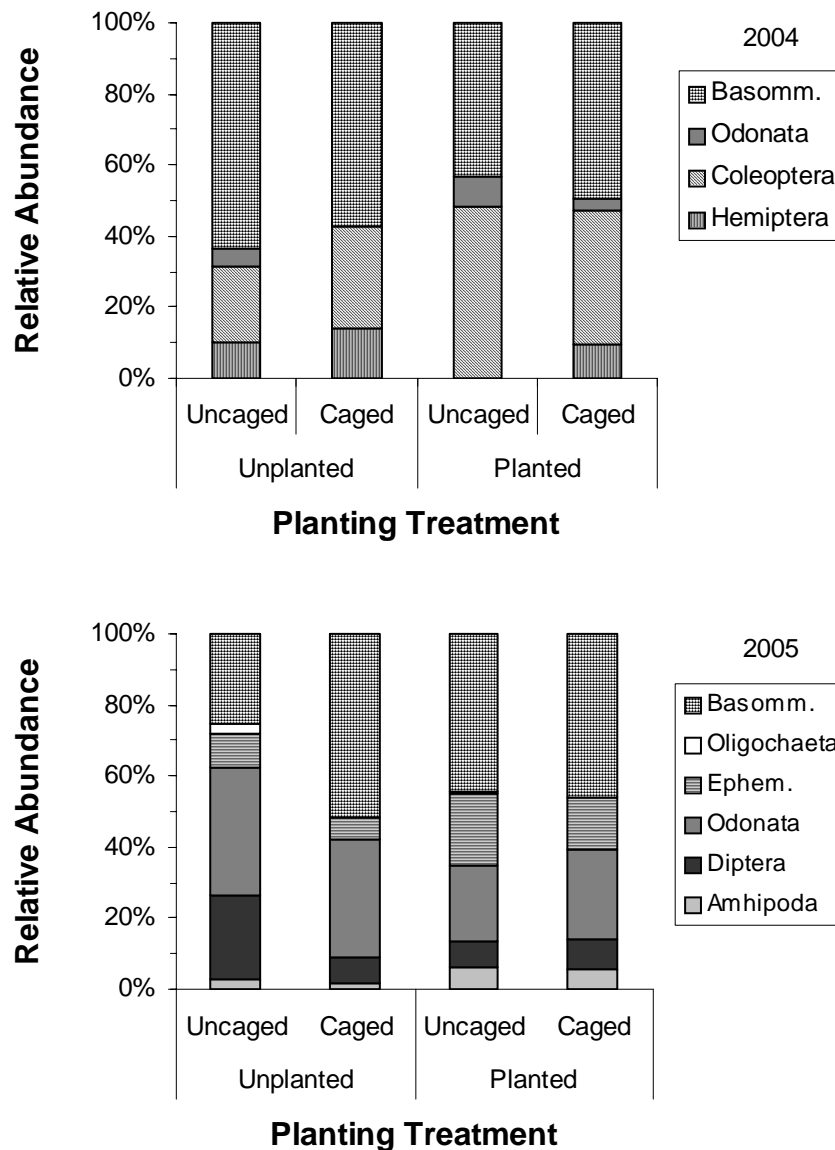 2004
100%
80%
60%
40%
20%
0%
Relative Abundance
Basomm.
Odonata
Coleoptera
Hemiptera
Uncaged Caged Uncaged Caged
Unplanted Planted
Planting Treatment
2005
100%
80%
60%
40%
20%
0%
Relative Abundance
Basomm.
Oligochaeta
Ephem.
Odonata
Diptera
Amhipoda
Uncaged Caged Uncaged Caged
Unplanted Planted
Planting Treatment